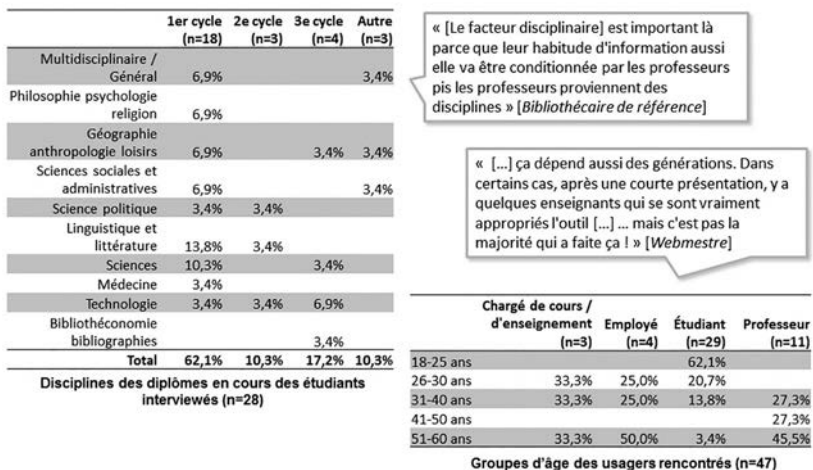 1er cycle 2e cycle 3e cycle Autre
(n=18) (n=3) (n=4) (n=3)
Multidisciplinaire /
Général 6,9% 3,4%
Philosophie psychologie
religion 6,9%
Géographie
anthropologie loisirs 6,9% 3,4% 3,4%
Sciences sociales et
administratives 6,9% 3,4%
Science politique 3,4% 3,4%
Linguistique et
littérature 13,8% 3,4%
Sciences 10,3% 3,4%
Médecine 3,4%
Technologie 3,4% 3,4% 6,9%
Bibliothéconomie
bibliographies 3,4%
Total 62,1% 10,3% 17,2% 10,3%
Disciplines des diplômes en cours des étudiants
interviewés (n=28)
« [Le facteur disciplinaire] est important là
parce que leur habitude d'information aussi
elle va être conditionnée par les professeurs
pis les professeurs proviennent des
disciplines » [Bibliothécaire de référence]
« [...] ça dépend aussi des générations. Dans
certains cas, après une courte présentation, y a
quelques enseignants qui se sont vraiment
appropriés l'outil [...] ... mais c'est pas la
majorité qui a faite ça ! » [Webmestre]
Chargé de cours /
d'enseignement Employé Étudiant Professeur
(n=3) (n=4) (n=29) (n=11)
18-25 ans 62,1%
26-30 ans 33,3% 25,0% 20,7%
31-40 ans 33,3% 25,0% 13,8% 27,3%
41-50 ans 27,3%
51-60 ans 33,3% 50,0% 3,4% 45,5%
Groupes d'âge des usagers rencontrés (n=47)